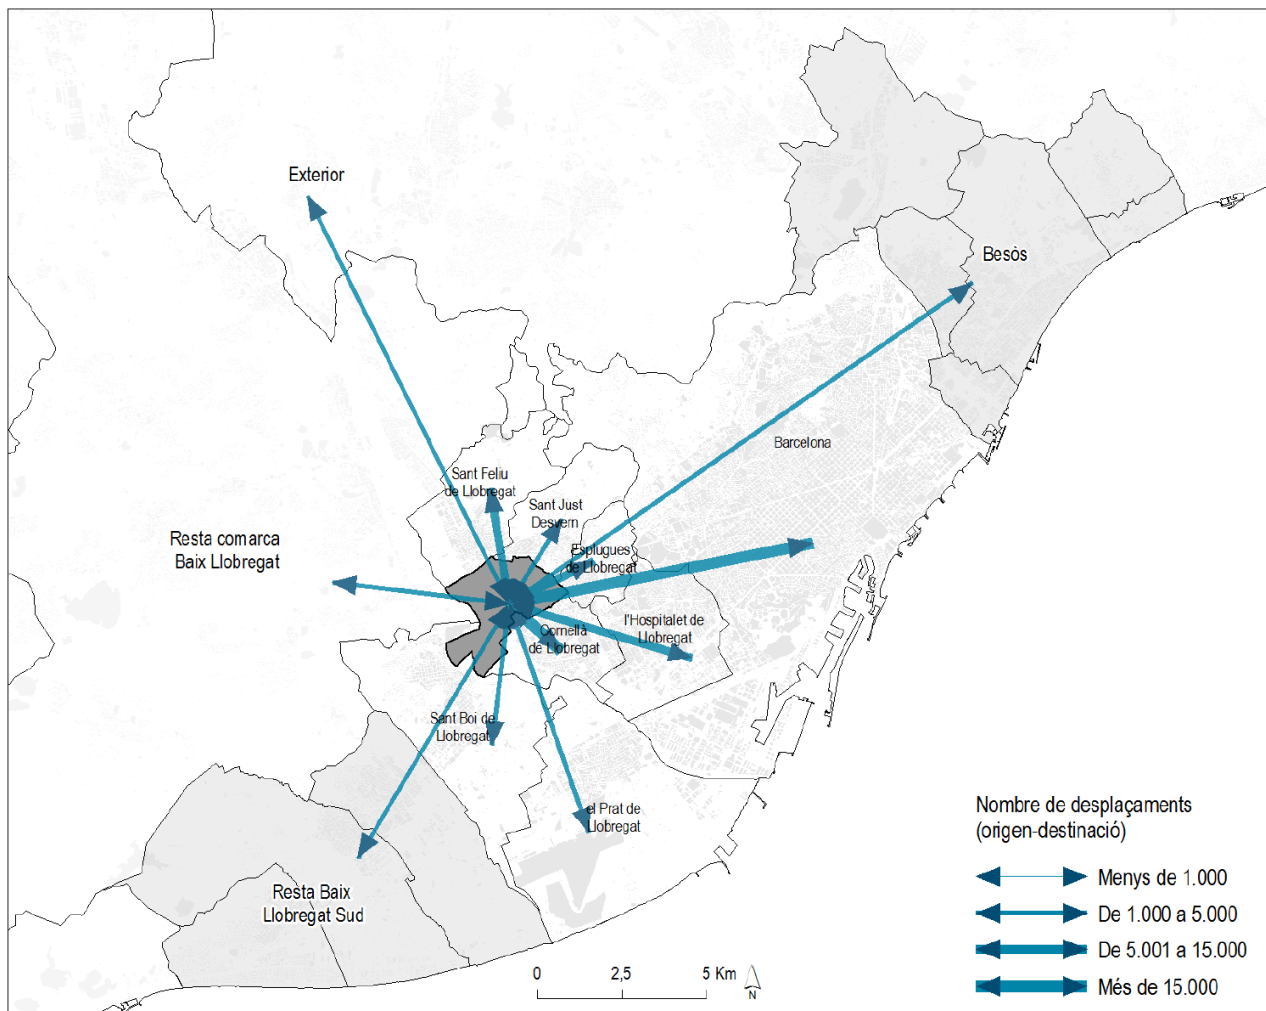 Exterior
Besòs
Barcelona
Sant Feliu
de Llobregat
Sant Just
Desvern
Resta comarca
Baix Llobregat
Esplugues
de Llobregat
l'Hospitalet de
Llobregat
Cornellà
de Llobregat
Sant Boi de
Llobregat
el Prat de
Llobregat
Resta Baix
Llobregat Sud
Nombre de desplaçaments
(origen-destinació)
Menys de 1.000
De 1.000 a 5.000
De 5.001 a 15.000
Més de 15.000
0 2,5 5 Km
N